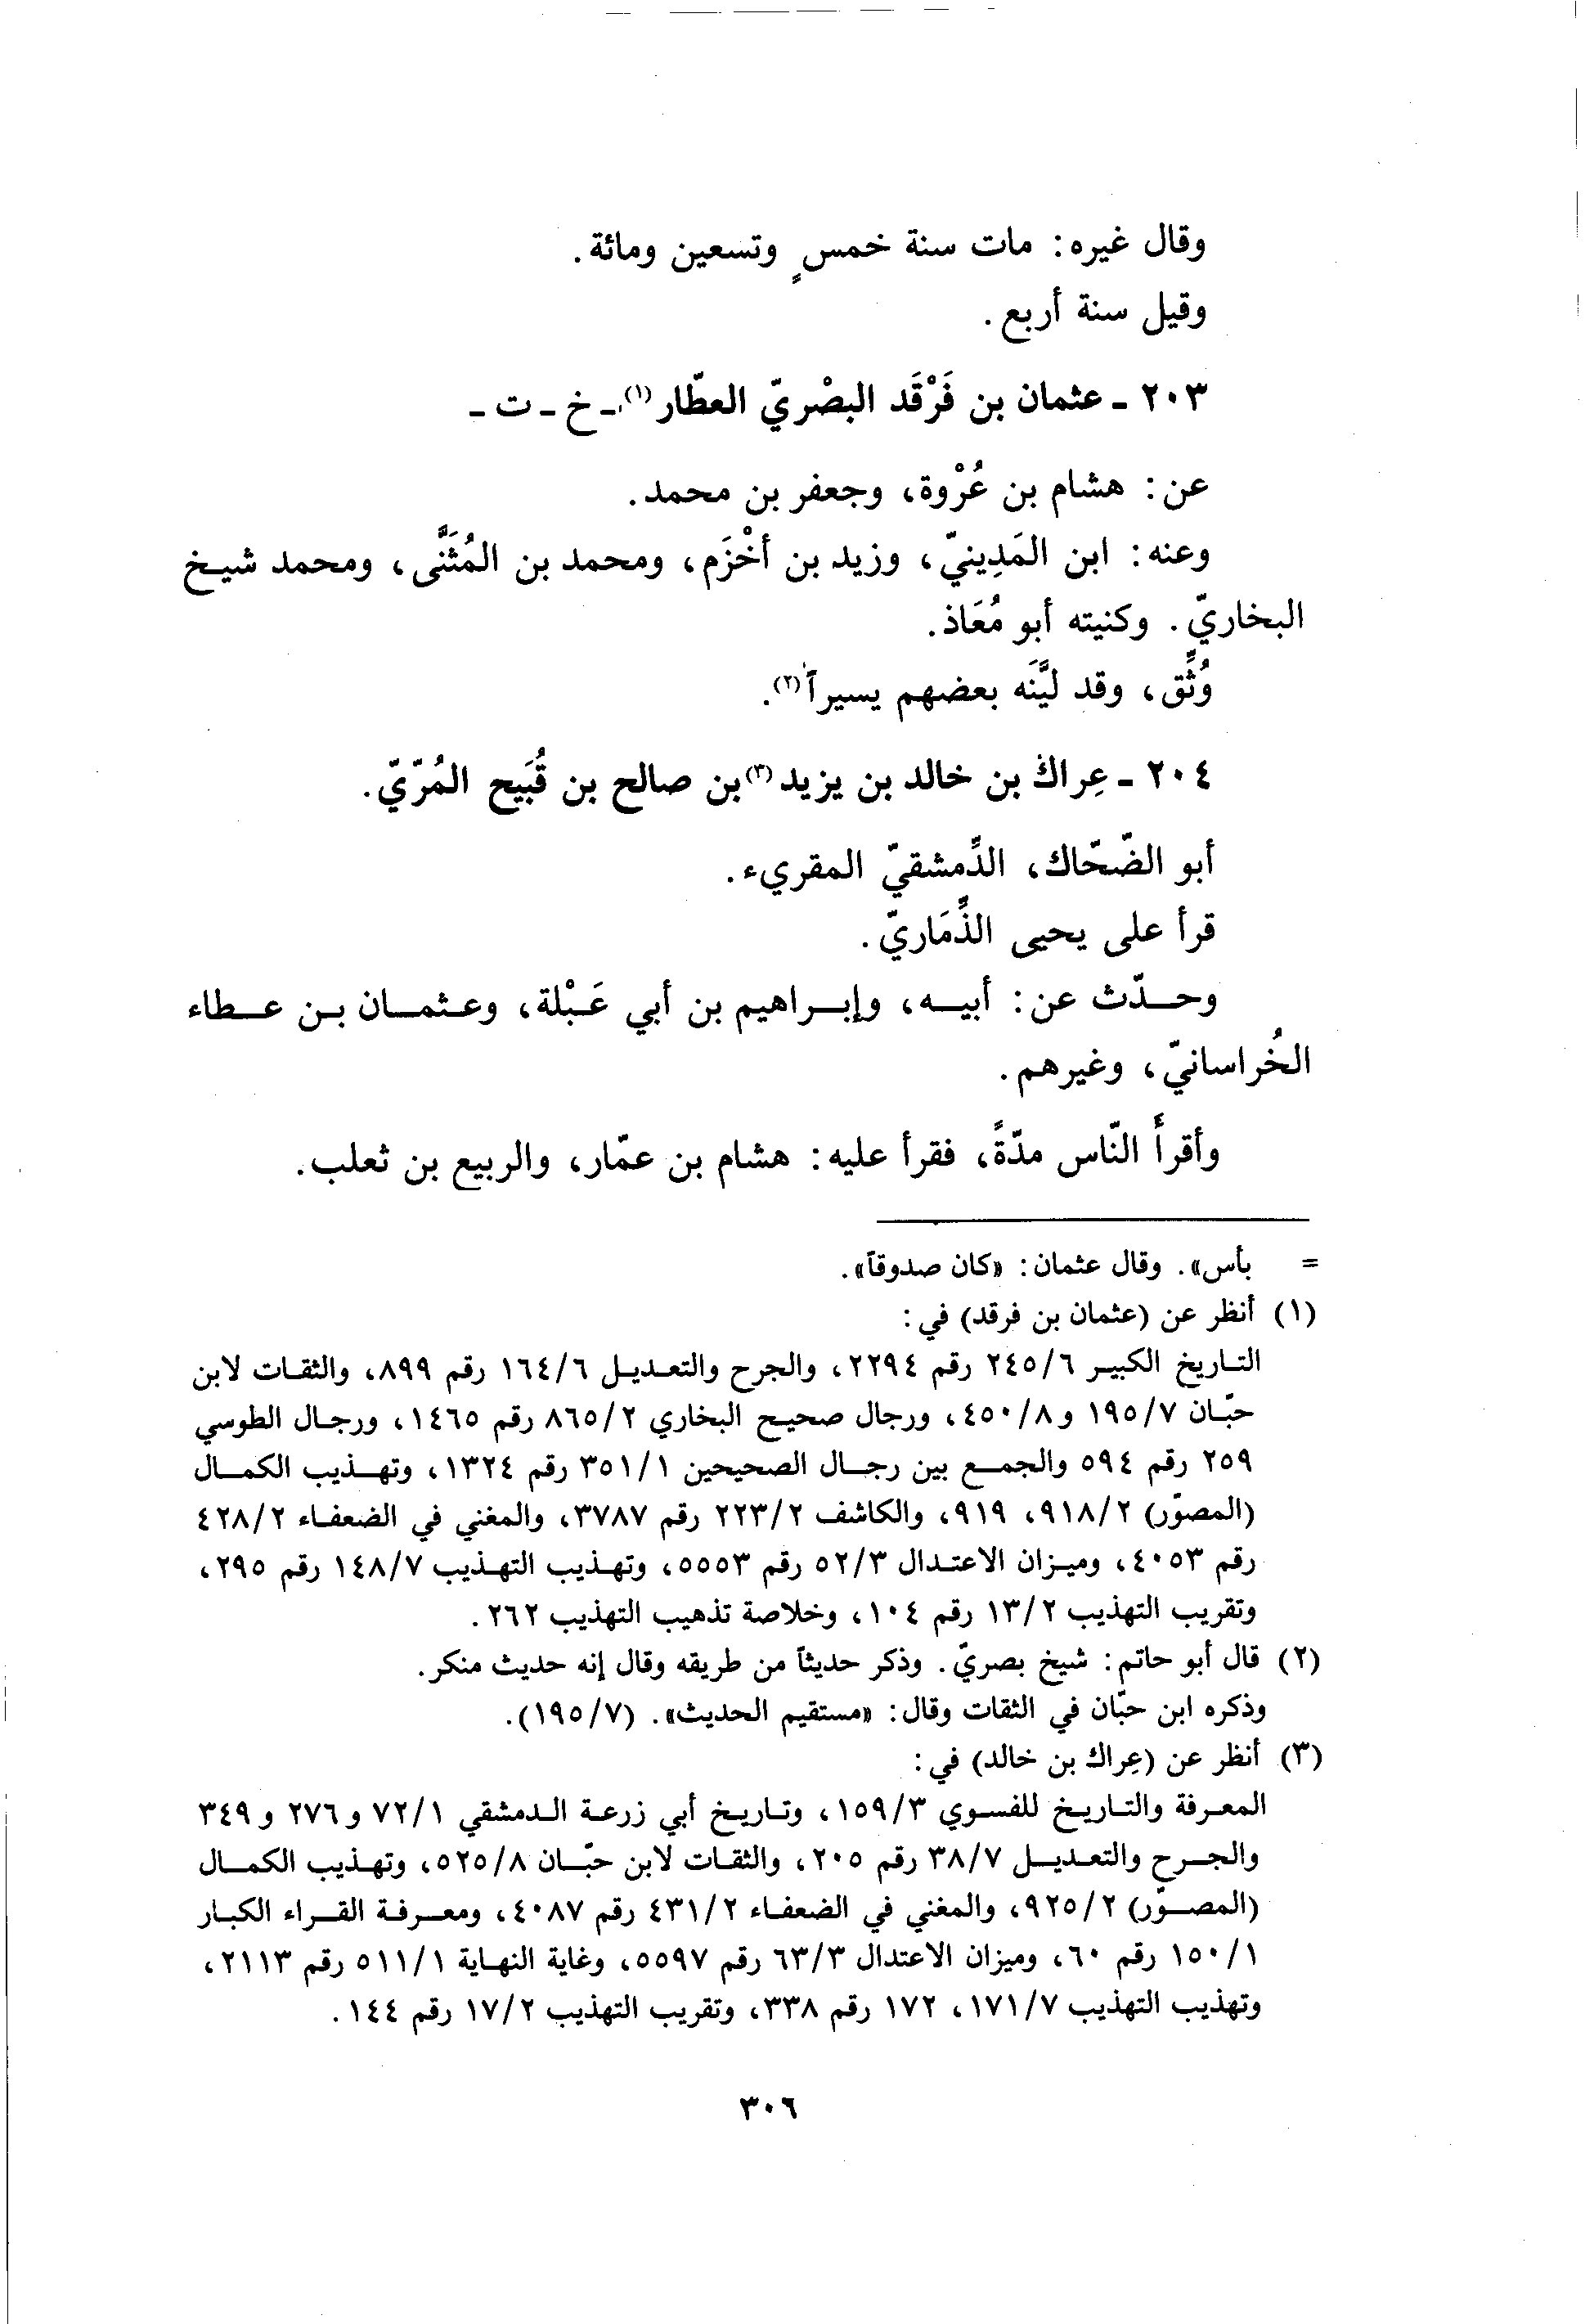 وقال غيره: مات سنة خمسٍ وتسعين ومائة.
وقيل سنة أربع.
٢٠٣ ـ عثمان بن فَرْقَد البصْريّ العطّار(١) ـ خ ـ ت ـ
عن: هشام بن عُرْوة، وجعفر بن محمد.
وعنه: ابن المَدِينيّ، وزيد بن أخْزَم، ومحمد بن المُثَنَّى، ومحمد شيخ
البخاريّ. وكنيته أبو مُعَاذ.
وُثِّق، وقد ليَّنَه بعضهم يسيراً(٢).
٢٠٤ ـ عِراك بن خالد بن يزيد(٣) بن صالح بن قُبَيح المُرّيّ.
أبو الضّحّاك، الدِّمشقيّ المقريء.
قرأ على يحيى الذِّمَاريّ.
وحدّث عن: أبيه، وإبراهيم بن أبي عَبْلة، وعثمان بن عطاء
الخُراسانيّ، وغيرهم.
وأقرأَ النّاس مدّةً، فقرأ عليه: هشام بن عمّار، والربيع بن ثعلب.
= بأس». وقال عثمان: «كان صدوقاً».
(١) أنظر عن (عثمان بن فرقد) في:
التاريخ الكبير ٢٤٥/٦ رقم ٢٢٩٤، والجرح والتعديل ١٦٤/٦ رقم ٨٩٩، والثقات لابن
حبّان ١٩٥/٧ و٤٥٠/٨، ورجال صحيح البخاري ٨٦٥/٢ رقم ١٤٦٥، ورجال الطوسي
٢٥٩ رقم ٥٩٤ والجمع بين رجال الصحيحين ٣٥١/١ رقم ١٣٢٤، وتهذيب الكمال
(المصوّر) ٩١٨/٢، ٩١٩، والكاشف ٢٢٣/٢ رقم ٣٧٨٧، والمغني في الضعفاء ٤٢٨/٢
رقم ٤٠٥٣، وميزان الاعتدال ٥٢/٣ رقم ٥٥٥٣، وتهذيب التهذيب ١٤٨/٧ رقم ٢٩٥،
وتقريب التهذيب ١٣/٢ رقم ١٠٤، وخلاصة تذهيب التهذيب ٢٦٢.
(٢) قال أبو حاتم: شيخ بصريّ. وذكر حديثاً من طريقه وقال إنه حديث منكر.
وذكره ابن حبّان في الثقات وقال: «مستقيم الحديث». (١٩٥/٧).
(٣) أنظر عن (عِراك بن خالد) في:
المعرفة والتاريخ للفسوي ١٥٩/٣، وتاريخ أبي زرعة الدمشقي ٧٢/١ و٢٧٦ و٣٤٩
والجرح والتعديل ٣٨/٧ رقم ٢٠٥، والثقات لابن حبّان ٥٢٥/٨، وتهذيب الكمال
(المصوّر) ٩٢٥/٢، والمغني في الضعفاء ٤٣١/٢ رقم ٤٠٨٧، ومعرفة القراء الكبار
١٥٠/١ رقم ٦٠، وميزان الاعتدال ٦٣/٣ رقم ٥٥٩٧، وغاية النهاية ٥١١/١ رقم ٢١١٣،
وتهذيب التهذيب ١٧١/٧، ١٧٢ رقم ٣٣٨، وتقريب التهذيب ١٧/٢ رقم ١٤٤.
٣٠٦